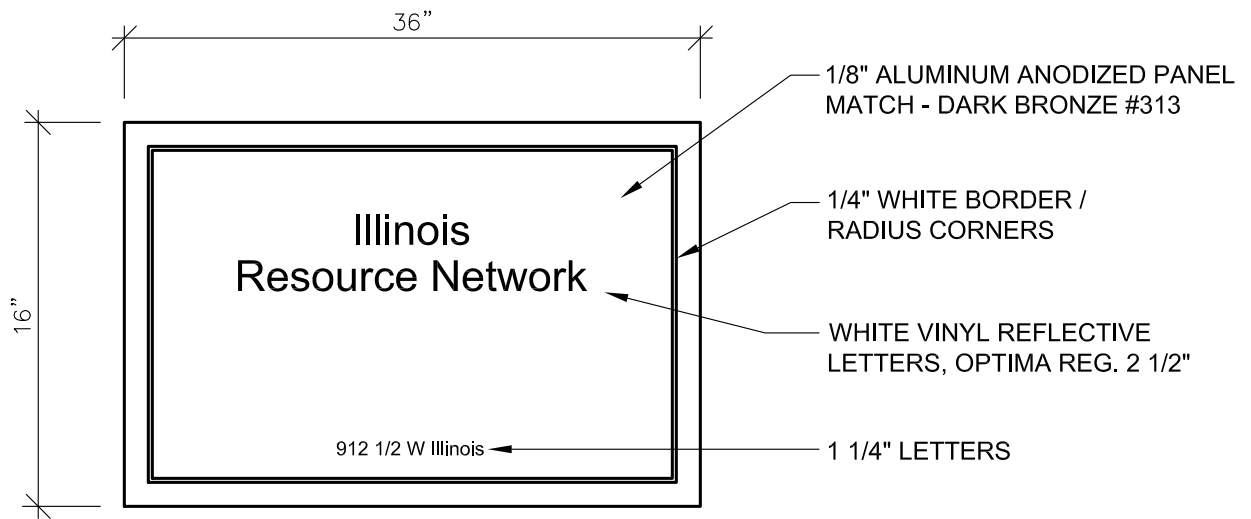 36”
1/8" ALUMINUM ANODIZED PANEL
MATCH - DARK BRONZE #313
16”
1/4" WHITE BORDER /
RADIUS CORNERS
Illinois
Resource Network
WHITE VINYL REFLECTIVE
LETTERS, OPTIMA REG. 2 1/2"
912 1/2 W Illinois
1 1/4" LETTERS